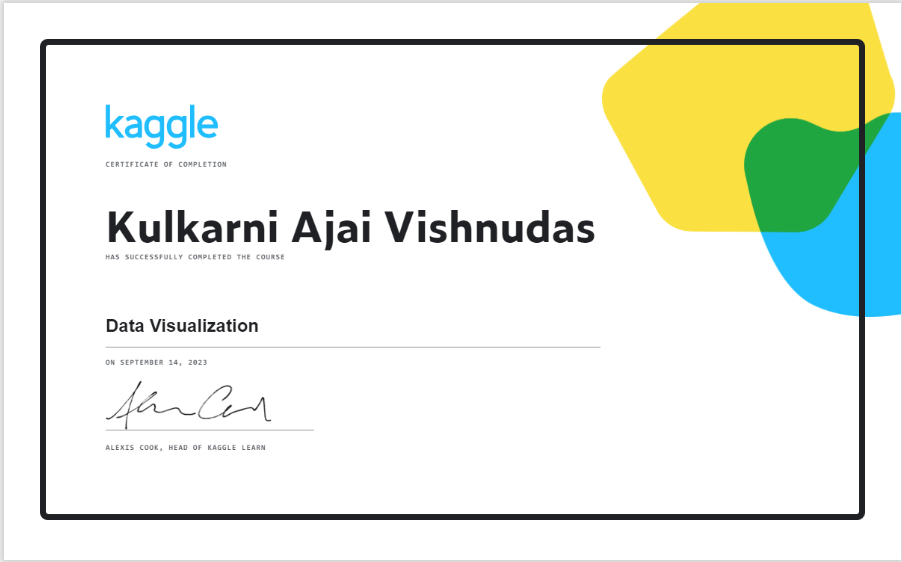 kaggle
CERTIFICATE OF COMPLETION
Kulkarni Ajai Vishnudas
HAS SUCCESSFULLY COMPLETED THE COURSE
Data Visualization
ON SEPTEMBER 14, 2023
ALEXIS COOK, HEAD OF KAGGLE LEARN